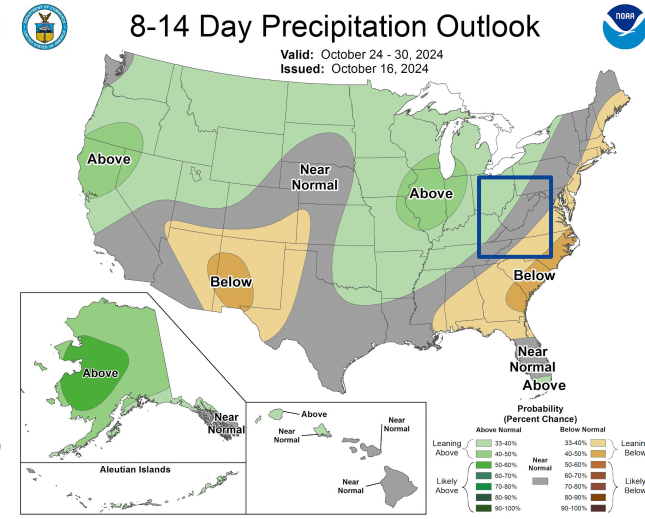 8-14 Day Precipitation Outlook
Valid: October 24 - 30, 2024
Issued: October 16, 2024
NOAA
Above
Near
Normal
Above
Below
Below
Near
Normal
Above
Above
Near
Normal
Aleutian Islands
Above
Near
Normal
Near
Normal
Near
Normal
Probability
(Percent Chance)
Above Normal
Below Normal
Leaning
Above
33-40%
40-50%
Likely
Above
50-60%
60-70%
70-80%
80-90%
90-100%
Near
Normal
33-40%
40-50%
Leanin
Below
50-60%
60-70%
70-80%
80-90%
90-100%
Likely
Below